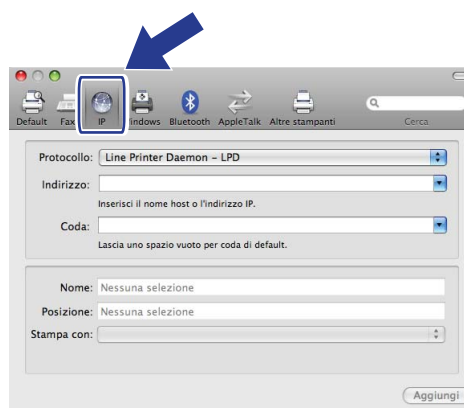 Default Fax IP Windows Bluetooth AppleTalk Altre stampanti Cerca
Protocollo: Line Printer Daemon – LPD
Indirizzo:
Inserisci il nome host o l'indirizzo IP.
Coda:
Lascia uno spazio vuoto per coda di default.
Nome: Nessuna selezione
Posizione: Nessuna selezione
Stampa con:
Aggiungi